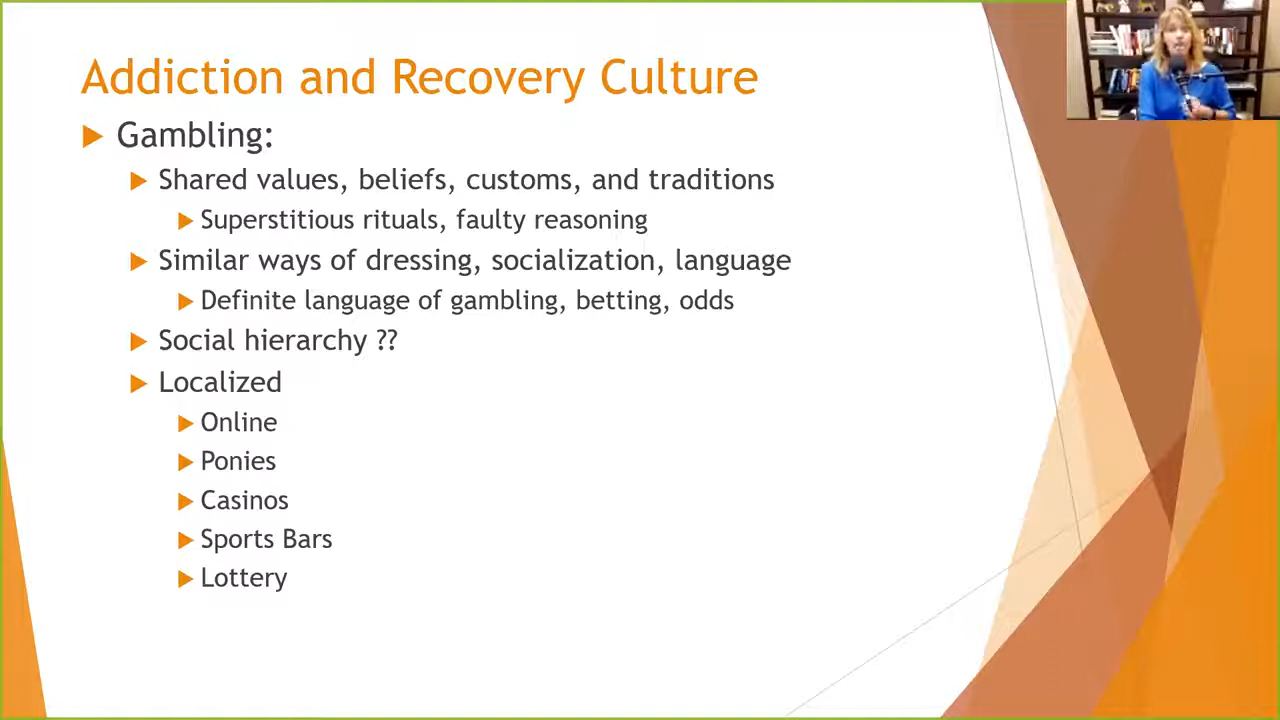 Addiction and Recovery Culture
Gambling:
Shared values, beliefs, customs, and traditions
Superstitious rituals, faulty reasoning
Similar ways of dressing, socialization, language
Definite language of gambling, betting, odds
Social hierarchy ??
Localized
Online
Ponies
Casinos
Sports Bars
Lottery